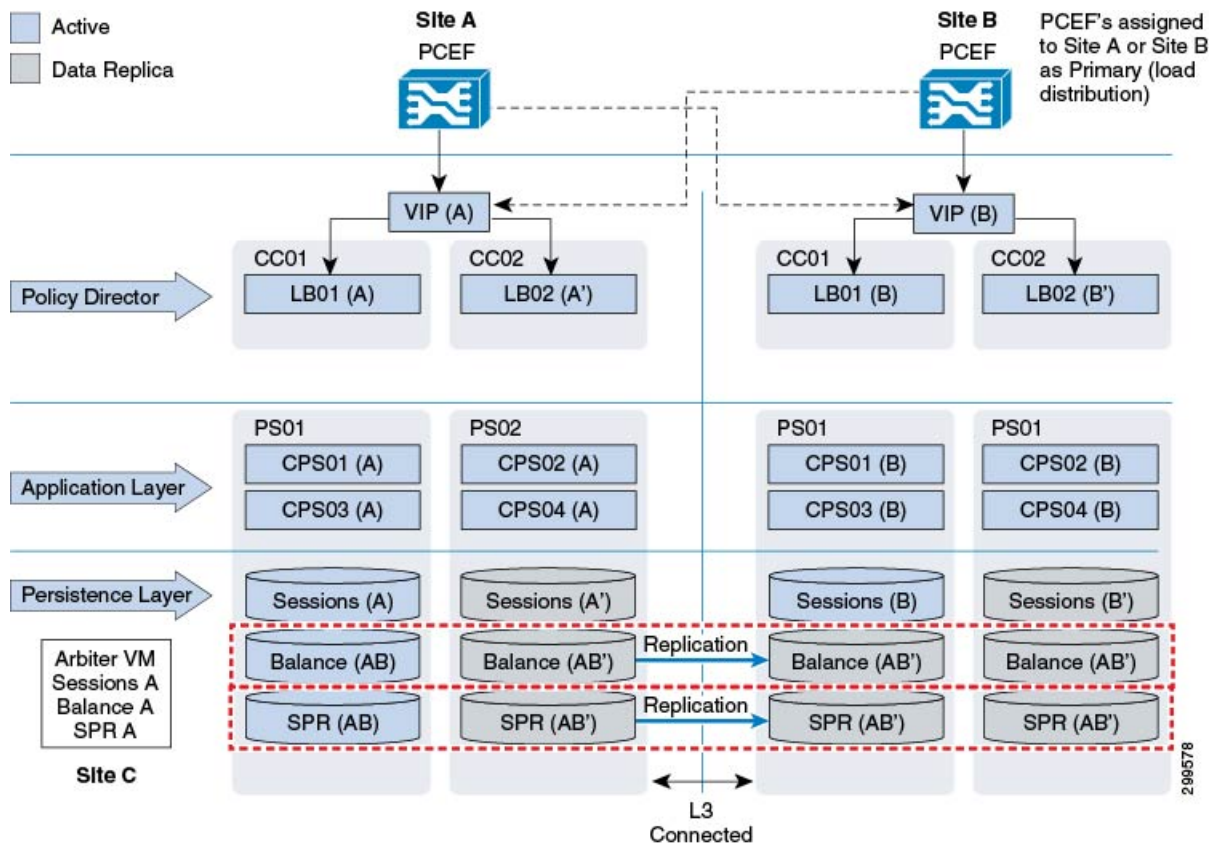 Active
Data Replica
Site A
PCEF
Site B
PCEF
PCEF's assigned
to Site A or Site B
as Primary (load
distribution)
VIP (A)
VIP (B)
Policy Director
CC01
LB01 (A)
CC02
LB02 (A')
CC01
LB01 (B)
CC02
LB02 (B')
Application Layer
PS01
CPS01 (A)
CPS03 (A)
PS02
CPS02 (A)
CPS04 (A)
PS01
CPS01 (B)
CPS03 (B)
PS01
CPS02 (B)
CPS04 (B)
Persistence Layer
Sessions (A)
Sessions (A')
Sessions (B)
Sessions (B')
Balance (AB)
Balance (AB')
Replication
Balance (AB')
Balance (AB')
SPR (AB)
SPR (AB')
Replication
SPR (AB')
SPR (AB')
Arbiter VM
Sessions A
Balance A
SPR A
Site C
L3
Connected
299578